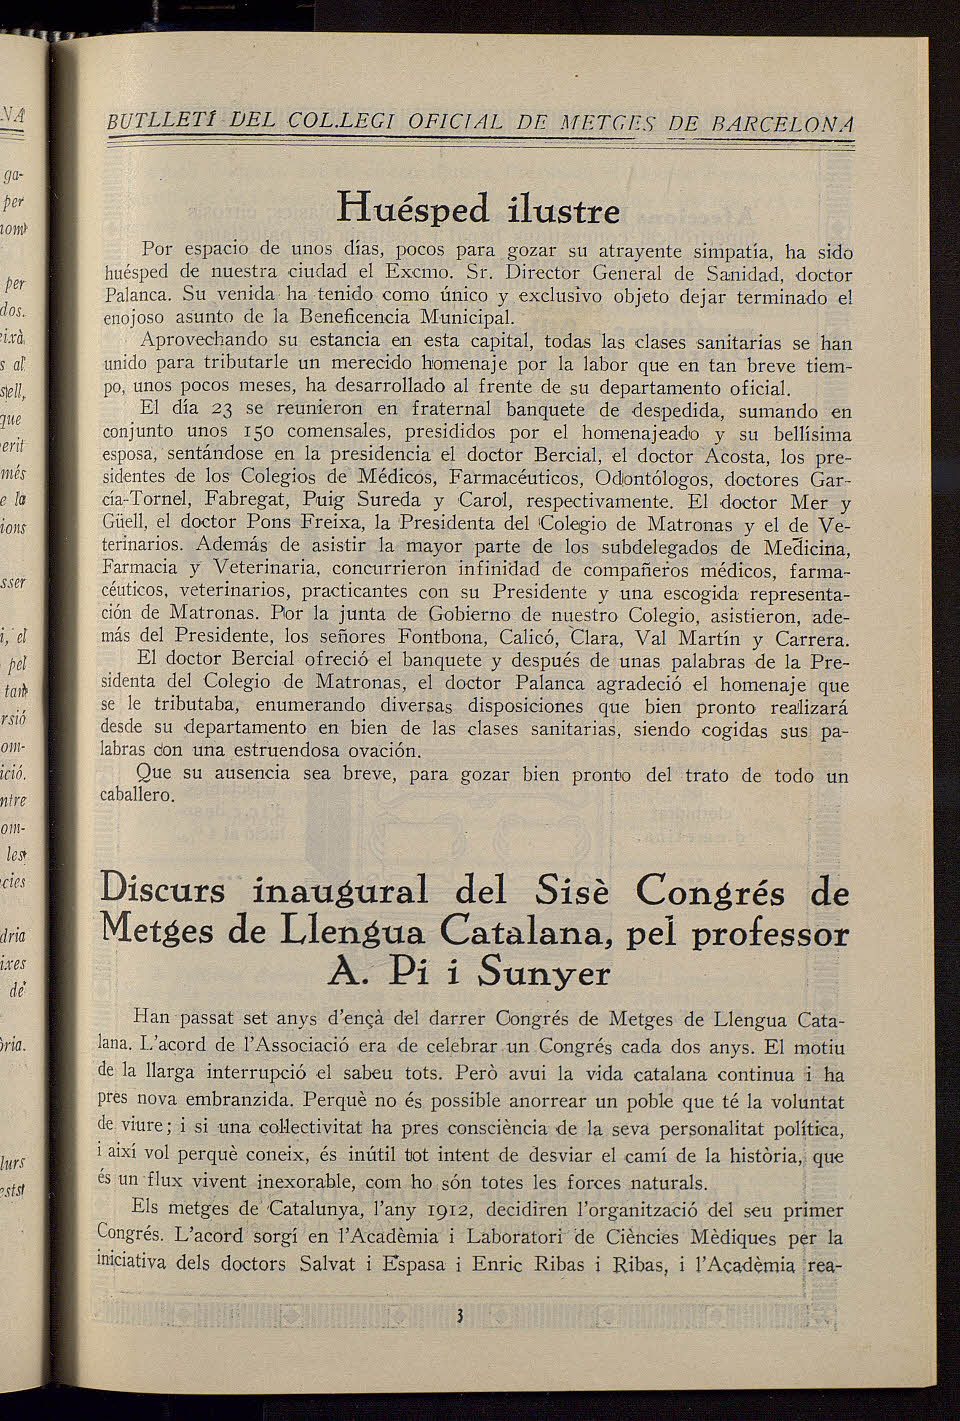 BUTLLETÍ DEL COL.LEGI OFICIAL DE METGES DE BARCELONA
Huésped ilustre
Por espacio de unos días, pocos para gozar su atrayente simpatía, ha sido
huésped de nuestra ciudad el Excmo. Sr. Director General de Sanidad, doctor
Palanca. Su venida ha tenido como único y exclusivo objeto dejar terminado el
enojoso asunto de la Beneficencia Municipal.
Aprovechando su estancia en esta capital, todas las clases sanitarias se han
unido para tributarle un merecido homenaje por la labor que en tan breve tiem-
po, unos pocos meses, ha desarrollado al frente de su departamento oficial.
El día 23 se reunieron en fraternal banquete de despedida, sumando en
conjunto unos 150 comensales, presididos por el homenajeado y su bellísima
esposa, sentándose en la presidencia el doctor Bercial, el doctor Acosta, los pre-
sidentes de los Colegios de Médicos, Farmacéuticos, Odontólogos, doctores Gar-
cía-Tornel, Fabregat, Puig Sureda y Carol, respectivamente. El doctor Mer y
Güell, el doctor Pons Freixa, la Presidenta del Colegio de Matronas y el de Ve-
terinarios. Además de asistir la mayor parte de los subdelegados de Medicina,
Farmacia y Veterinaria, concurrieron infinidad de compañeros médicos, farma-
céuticos, veterinarios, practicantes con su Presidente y una escogida representa-
ción de Matronas. Por la junta de Gobierno de nuestro Colegio, asistieron, ade-
más del Presidente, los señores Fontbona, Calicó, Clara, Val Martín y Carrera.
El doctor Bercial ofreció el banquete y después de unas palabras de la Pre-
sidenta del Colegio de Matronas, el doctor Palanca agradeció el homenaje que
se le tributaba, enumerando diversas disposiciones que bien pronto realizará
desde su departamento en bien de las clases sanitarias, siendo cogidas sus pa-
labras con una estruendosa ovación.
Que su ausencia sea breve, para gozar bien pronto del trato de todo un
caballero.
Discurs inaugural del Sisè Congrés de
Metges de Llengua Catalana, pel professor
A. Pi i Sunyer
Han passat set anys d'ençà del darrer Congrés de Metges de Llengua Cata-
lana. L'acord de l'Associació era de celebrar un Congrés cada dos anys. El motiu
de la llarga interrupció el sabeu tots. Però avui la vida catalana continua i ha
pres nova embranzida. Perquè no és possible anorrear un poble que té la voluntat
de viure; i si una col·lectivitat ha pres consciència de la seva personalitat política,
i així vol perquè coneix, és inútil tot intent de desviar el camí de la història, que
és un flux vivent inexorable, com ho són totes les forces naturals.
Els metges de Catalunya, l'any 1912, decidiren l'organització del seu primer
Congrés. L'acord sorgí en l'Acadèmia i Laboratori de Ciències Mèdiques per la
iniciativa dels doctors Salvat i Espasa i Enric Ribas i Ribas, i l'Acadèmia rea-
3